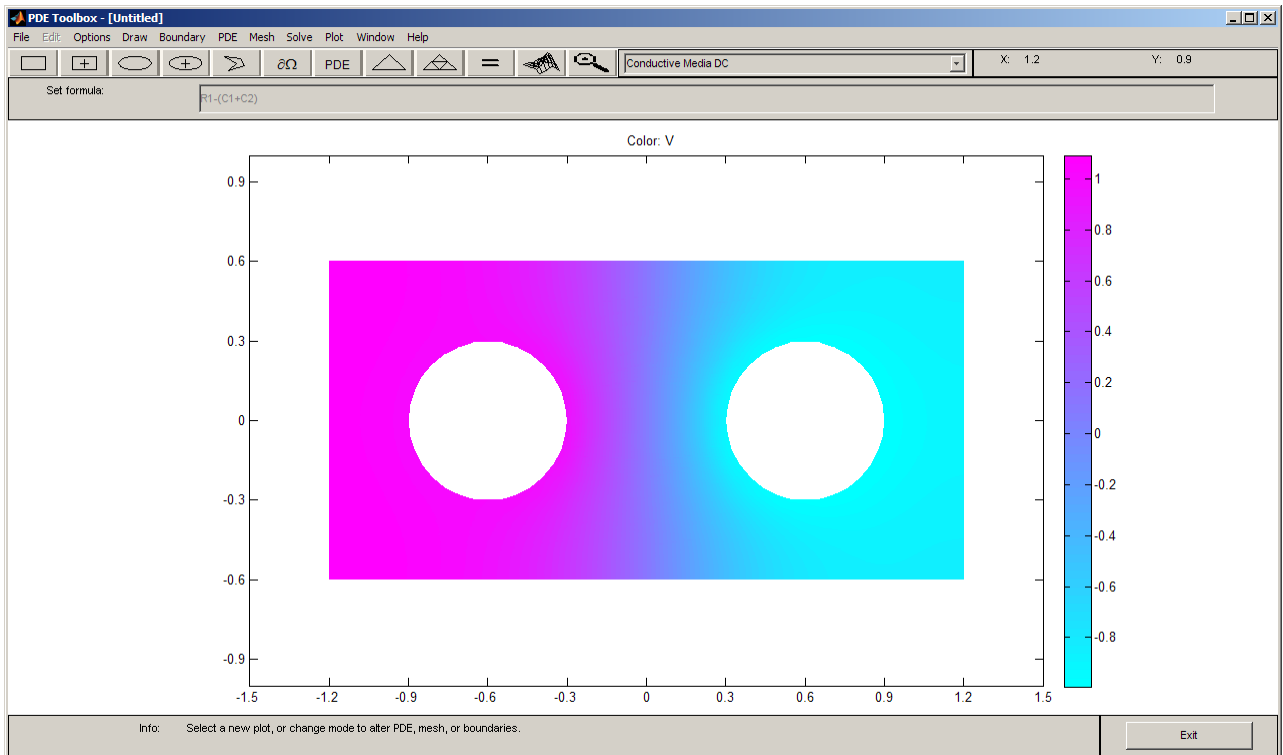 PDE Toolbox - [Untitled]
File Edit Options Draw Boundary PDE Mesh Solve Plot Window Help
∂Ω PDE = Conductive Media DC X: 1.2 Y: 0.9
Set formula: R1-(C1+C2)
Color: V
0.9
0.6
0.3
0
-0.3
-0.6
-0.9
-1.5 -1.2 -0.9 -0.6 -0.3 0 0.3 0.6 0.9 1.2 1.5
1
0.8
0.6
0.4
0.2
0
-0.2
-0.4
-0.6
-0.8
Info: Select a new plot, or change mode to alter PDE, mesh, or boundaries.
Exit